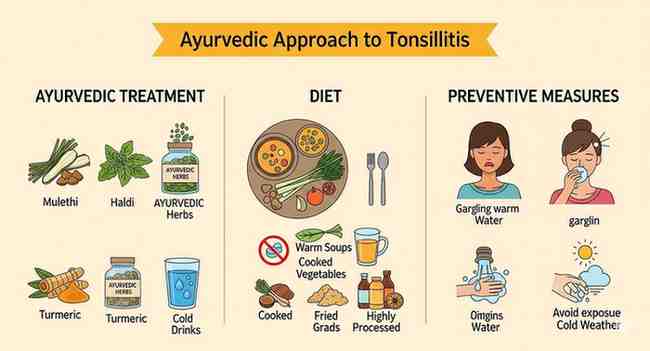 Ayurvedic Approach to Tonsillitis
AYURVEDIC TREATMENT
AYURVEDIC
HERBS
Mulethi
Haldi
AYURVEDIC
Herbs
AYURVEDIC
HERBS
Turmeric
Turmeric
Cold
Drinks
DIET
Warm Soups
Cooked
Vegetables
Cooked
Fried
Grads
Highly
Processed
PREVENTIVE MEASURES
Gargling warm
Water
garglin
Water
Avoid exposue
Cold Weather